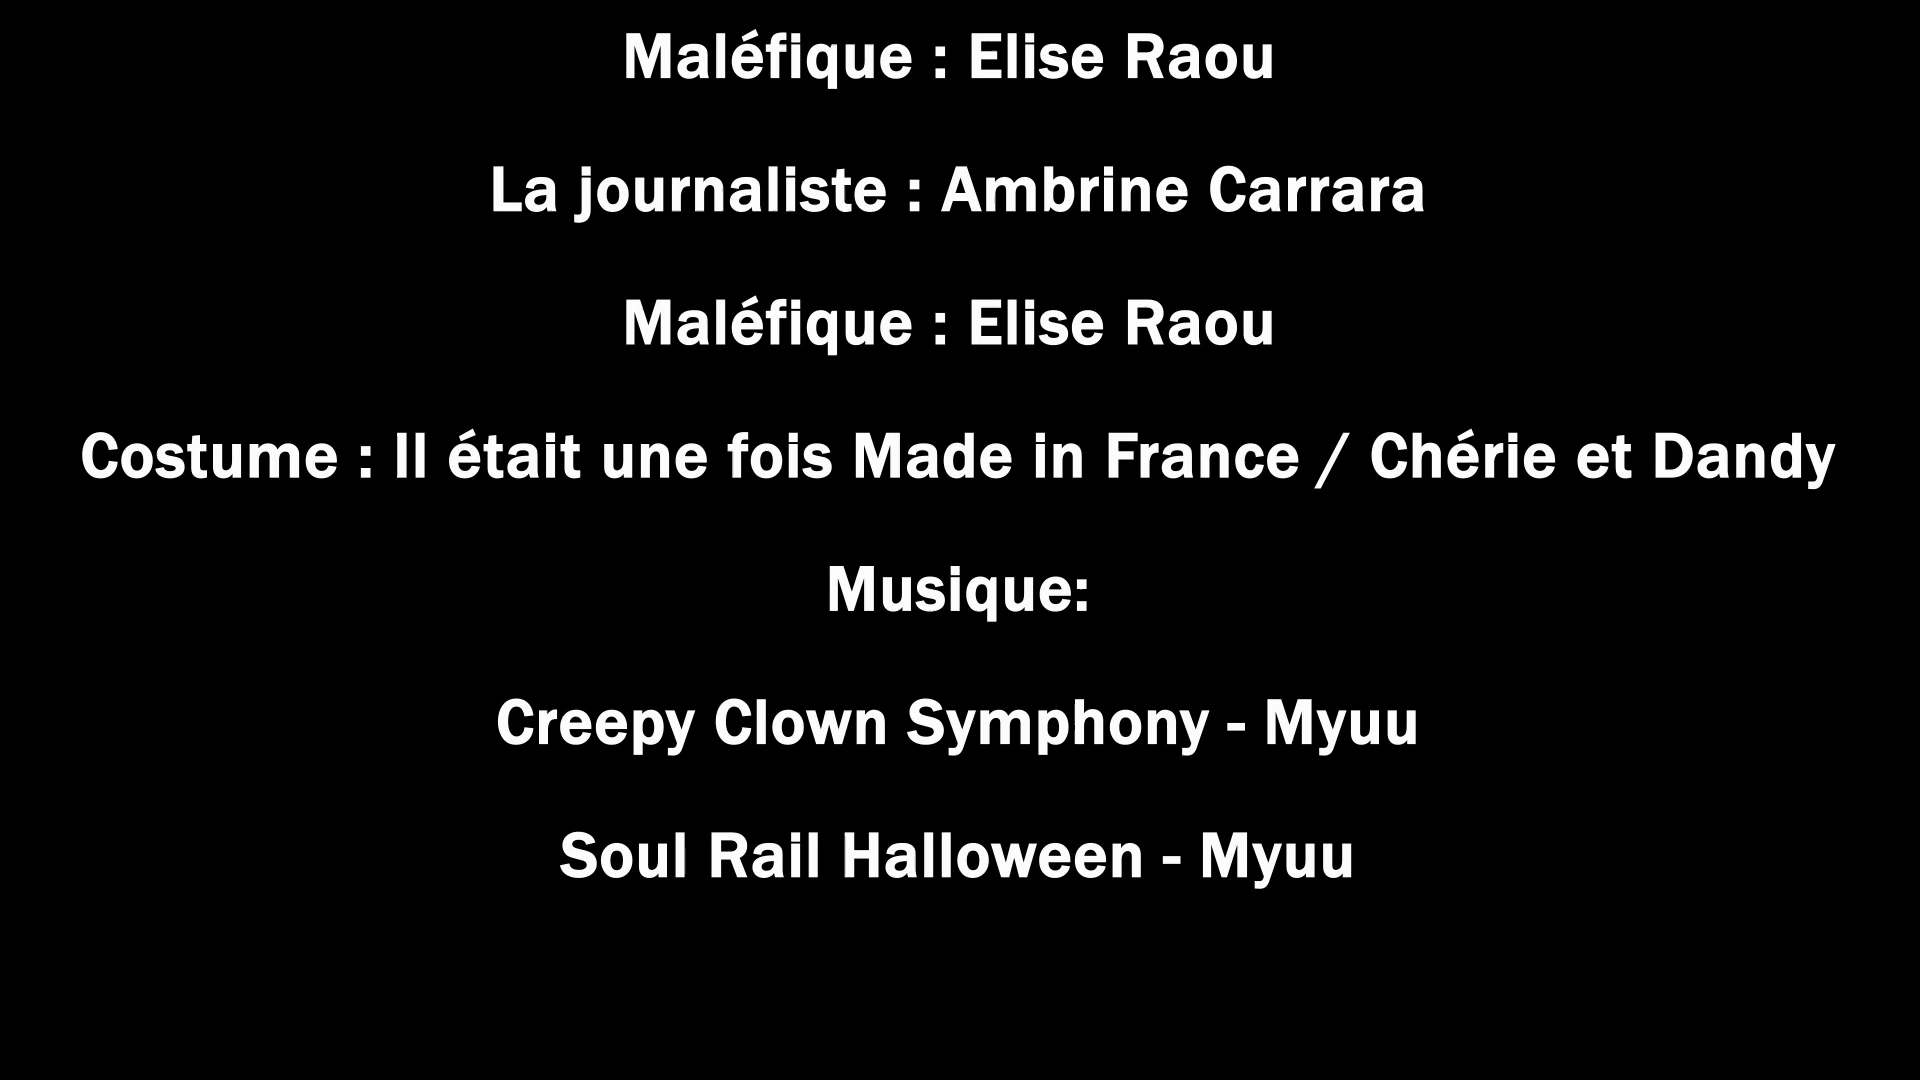 Maléfique : Elise Raou
La journaliste : Ambrine Carrara
Maléfique : Elise Raou
Costume : Il était une fois Made in France / Chérie et Dandy
Musique:
Creepy Clown Symphony - Myuu
Soul Rail Halloween - Myuu